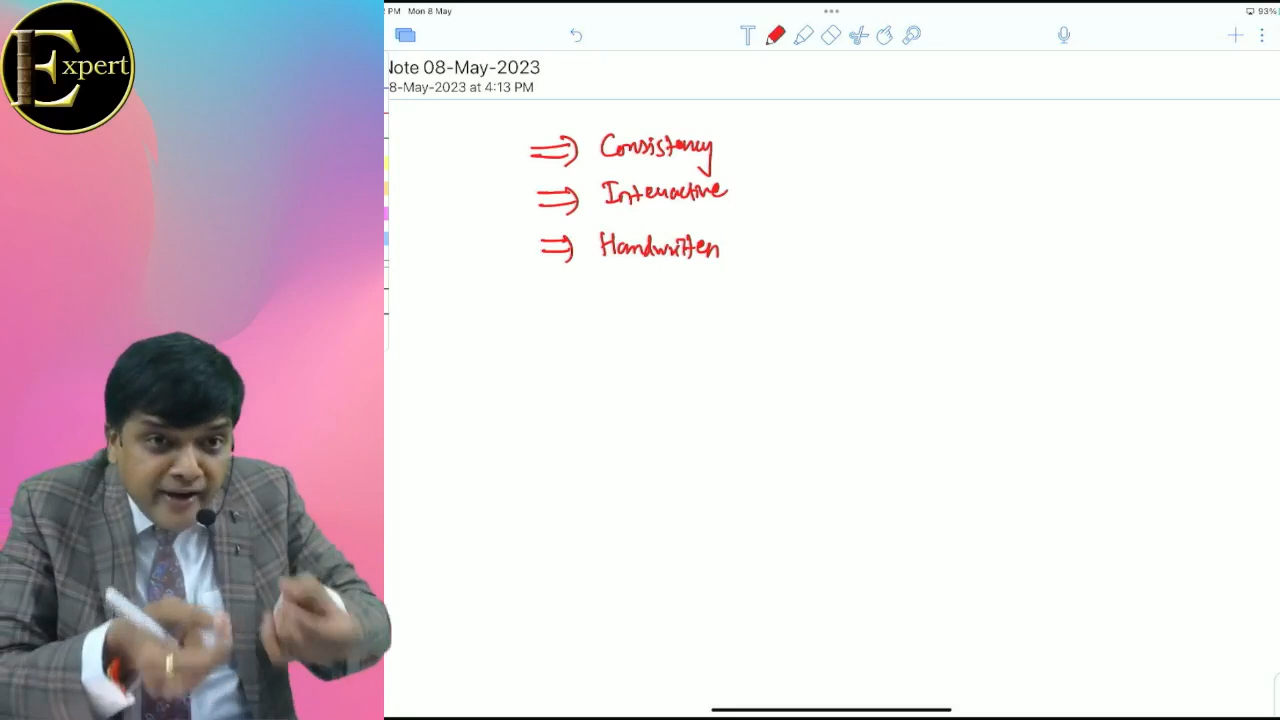 Expert
2 PM Mon 8 May
93%
Note 08-May-2023
8-May-2023 at 4:13 PM
⇒ Consistency
⇒ Interactive
⇒ Handwritten